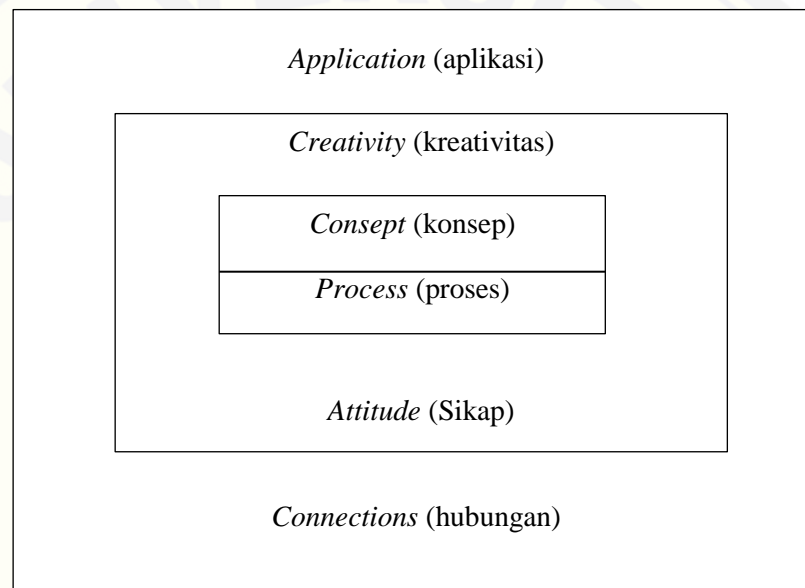 Application (aplikasi)
Creativity (kreativitas)
Consept (konsep)
Process (proses)
Attitude (Sikap)
Connections (hubungan)